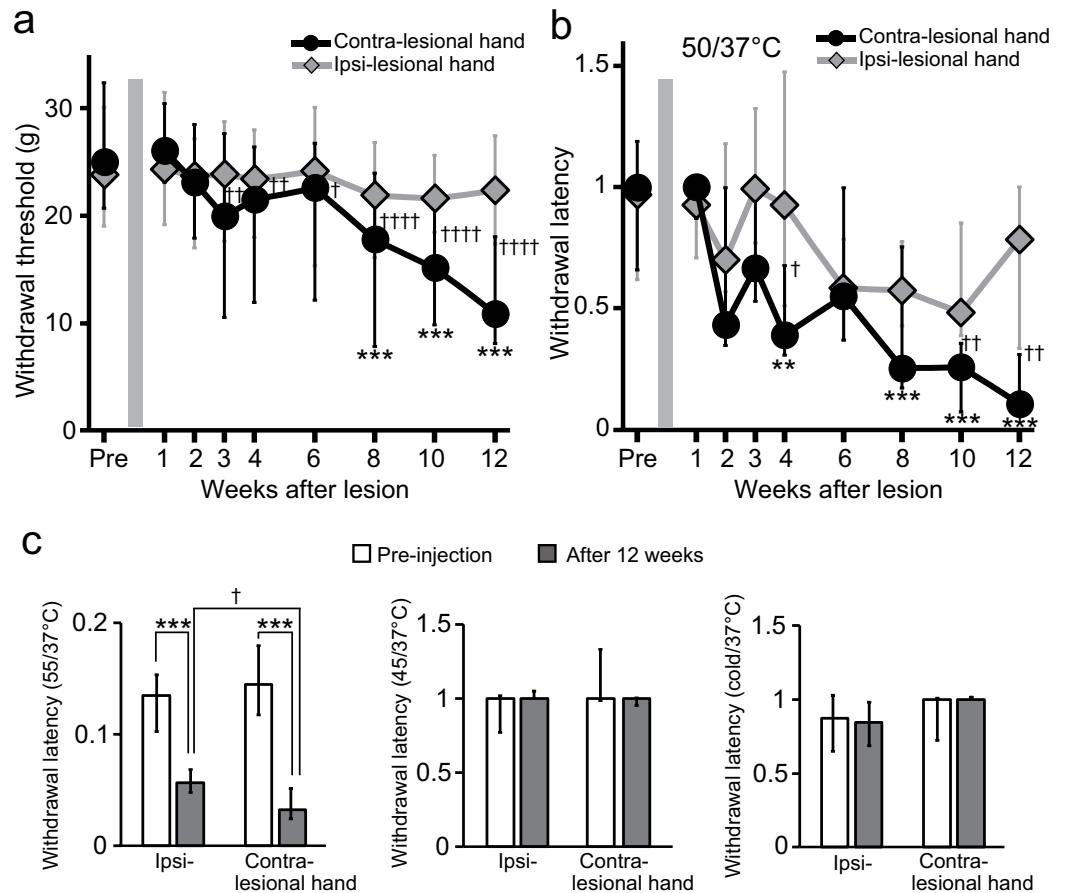 a
Contra-lesional hand
Ipsi-lesional hand
Withdrawal threshold (g)
30
20
10
0
††
††
†
††††
††††
††††
***
***
***
Pre 1 2 3 4 6 8 10 12
Weeks after lesion
b
50/37°C
Contra-lesional hand
Ipsi-lesional hand
Withdrawal latency
1.5
1
0.5
0
†
**
***
††
***
††
***
Pre 1 2 3 4 6 8 10 12
Weeks after lesion
c
Pre-injection
After 12 weeks
Withdrawal latency (55/37°C)
0.2
0.1
0
†
***
***
Ipsi- Contra-
lesional hand
Withdrawal latency (45/37°C)
1.5
1
0.5
0
Ipsi- Contra-
lesional hand
Withdrawal latency (cold/37°C)
1.5
1
0.5
0
Ipsi- Contra-
lesional hand